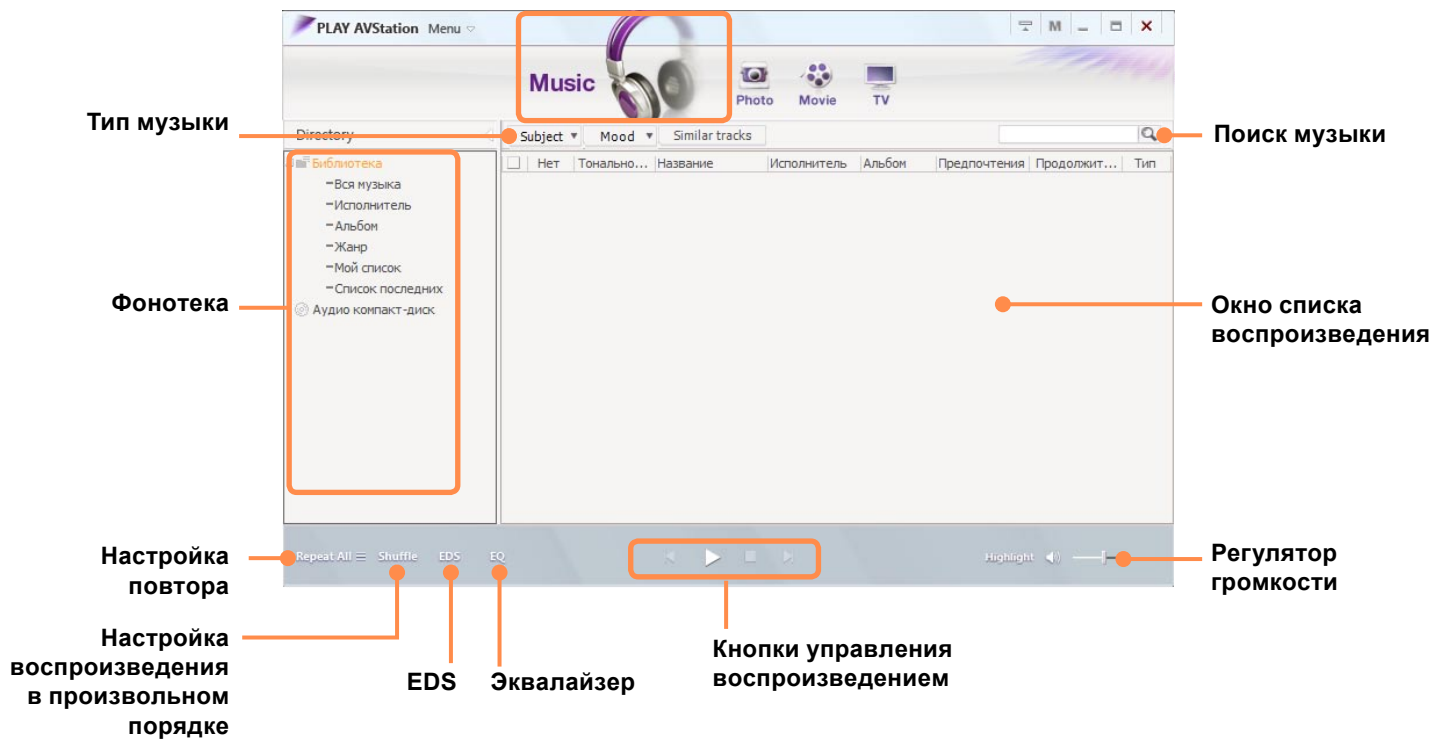 PLAY AVStation Menu
M
Music
Photo
Movie
TV
Тип музыки
Directory
Subject
Mood
Similar tracks
Поиск музыки
Библиотека
Нет
Тонально...
Название
Исполнитель
Альбом
Предпочтения
Продолжит...
Тип
Вся музыка
Исполнитель
Альбом
Жанр
Мой список
Список последних
Аудио компакт-диск
Фонотека
Окно списка
воспроизведения
Настройка
повтора
Repeat All
Shuffle
EDS
EQ
Highlight
Регулятор
громкости
Настройка
воспроизведения
в произвольном
порядке
EDS
Эквалайзер
Кнопки управления
воспроизведением